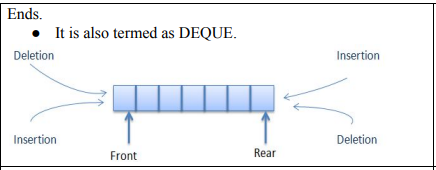 Ends.
● It is also termed as DEQUE.
Deletion Insertion
Insertion Deletion
Front Rear